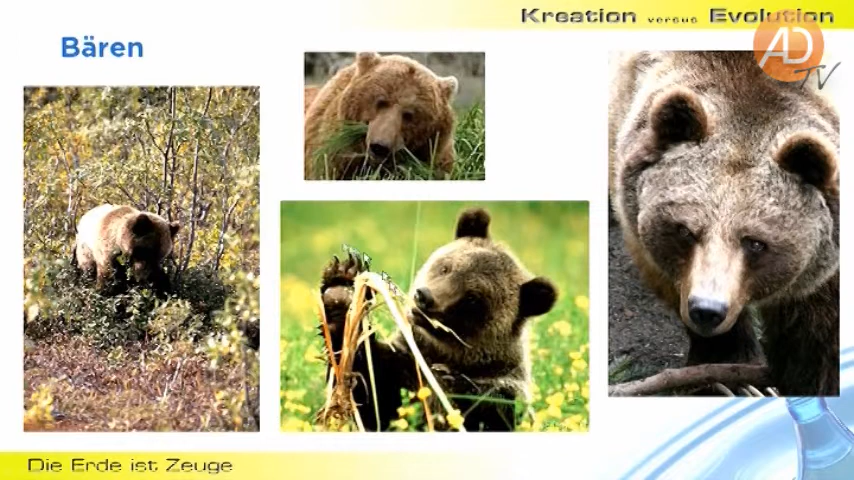 Kreation versus Evolution
AD
TV
Bären
Die Erde ist Zeuge